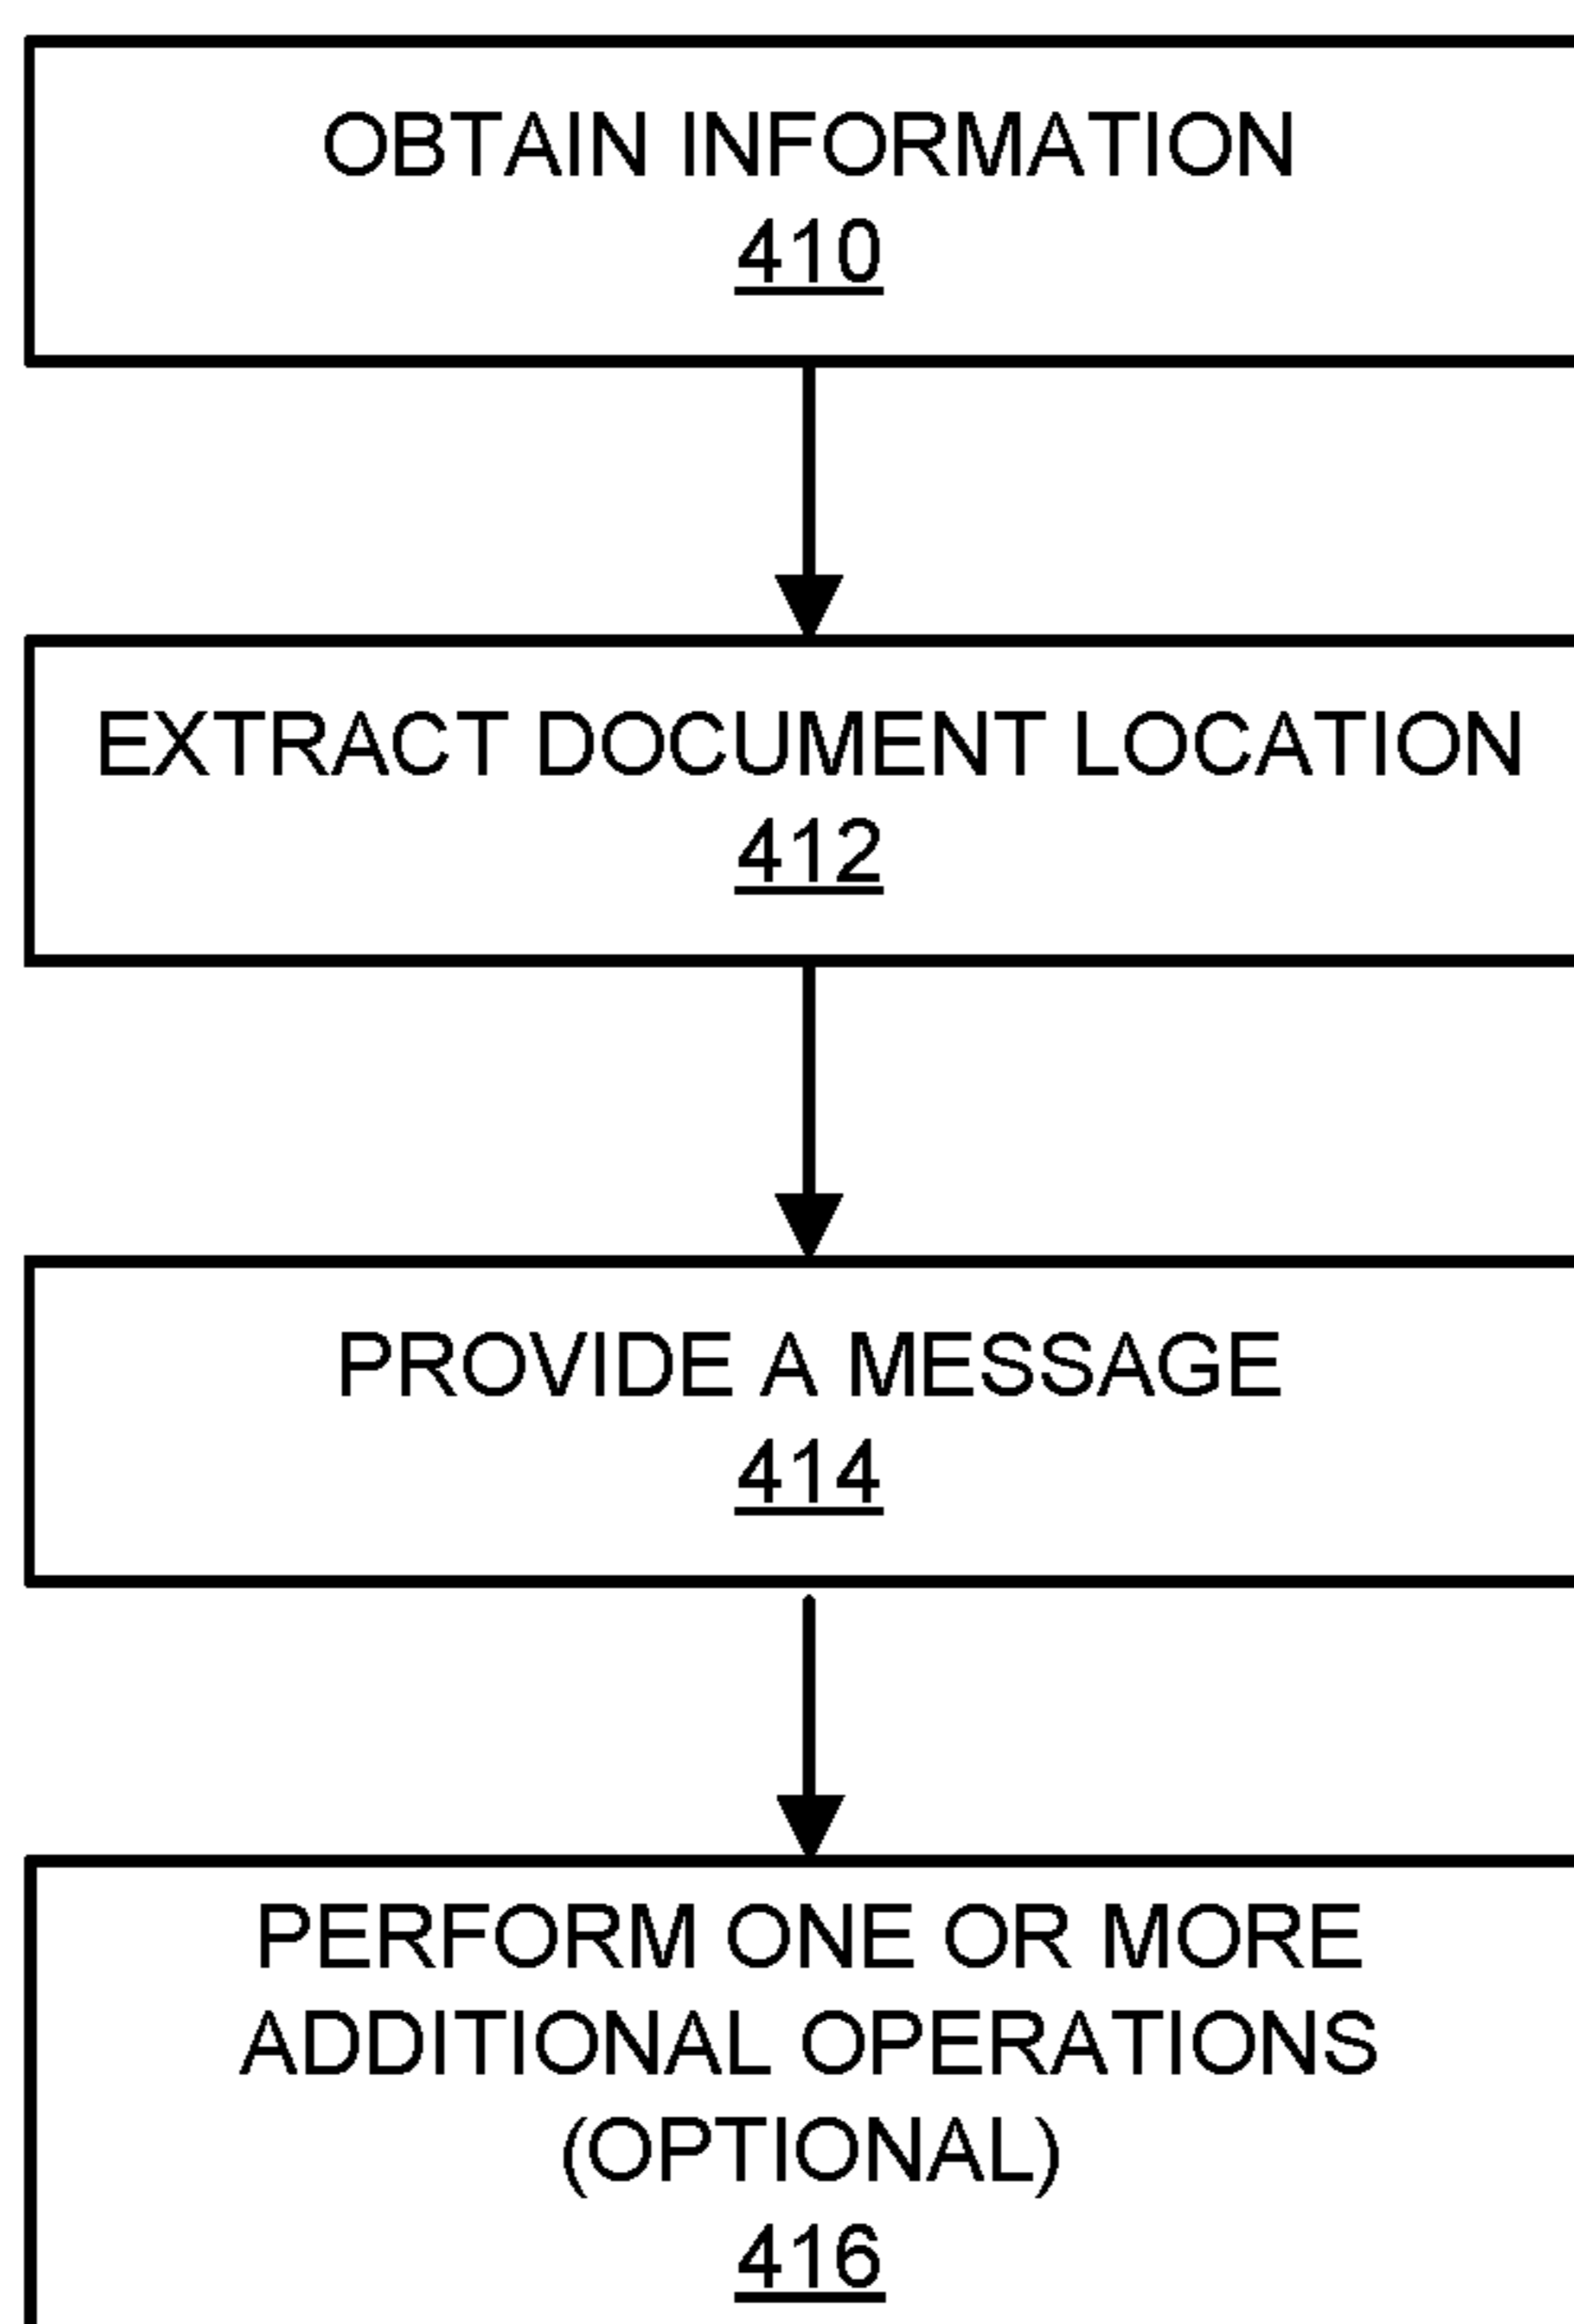 OBTAIN INFORMATION
410
EXTRACT DOCUMENT LOCATION
412
PROVIDE A MESSAGE
414
PERFORM ONE OR MORE
ADDITIONAL OPERATIONS
(OPTIONAL)
416